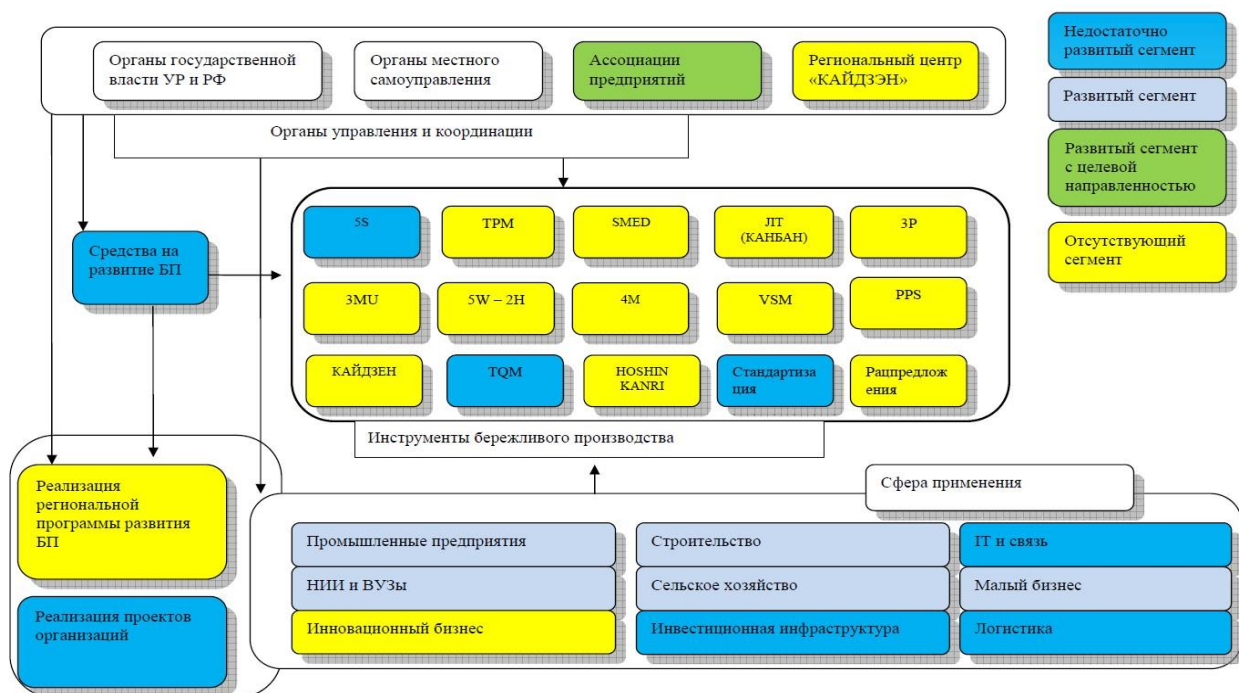 Органы государственной
власти УР и РФ
Органы местного
самоуправления
Ассоциации
предприятий
Региональный центр
«КАЙДЗЭН»
Органы управления и координации
Недостаточно
развитый сегмент
Развитый сегмент
Развитый сегмент
с целевой
направленностью
Отсутствующий
сегмент
Средства на
развитие БП
5S
TPM
SMED
JIT
(КАНБАН)
3P
3MU
5W – 2H
4M
VSM
PPS
КАЙДЗЕН
TQM
HOSHIN
KANRI
Стандартиза
ция
Рацпредлож
ения
Инструменты бережливого производства
Реализация
региональной
программы развития
БП
Реализация проектов
организаций
Сфера применения
Промышленные предприятия
Строительство
IT и связь
НИИ и ВУЗы
Сельское хозяйство
Малый бизнес
Инновационный бизнес
Инвестиционная инфраструктура
Логистика